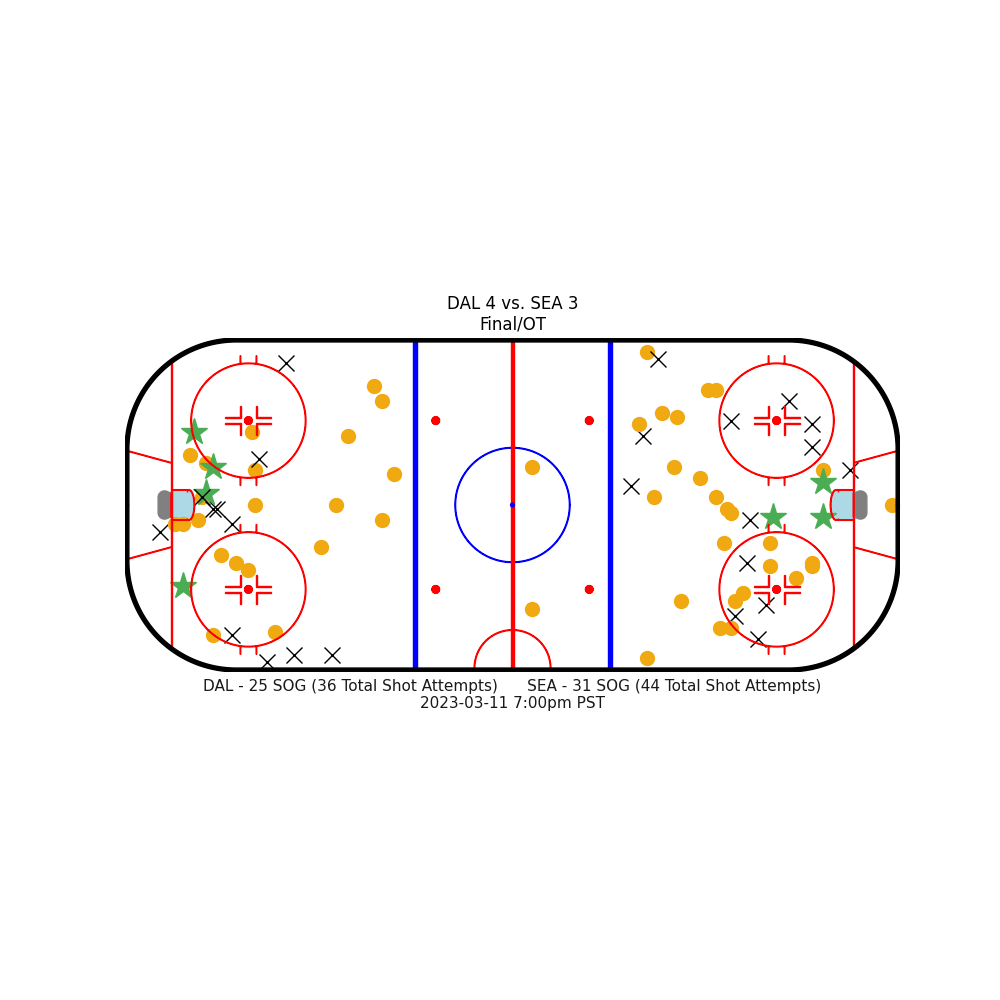 DAL 4 vs. SEA 3
Final/OT
DAL - 25 SOG (36 Total Shot Attempts) SEA - 31 SOG (44 Total Shot Attempts)
2023-03-11 7:00pm PST